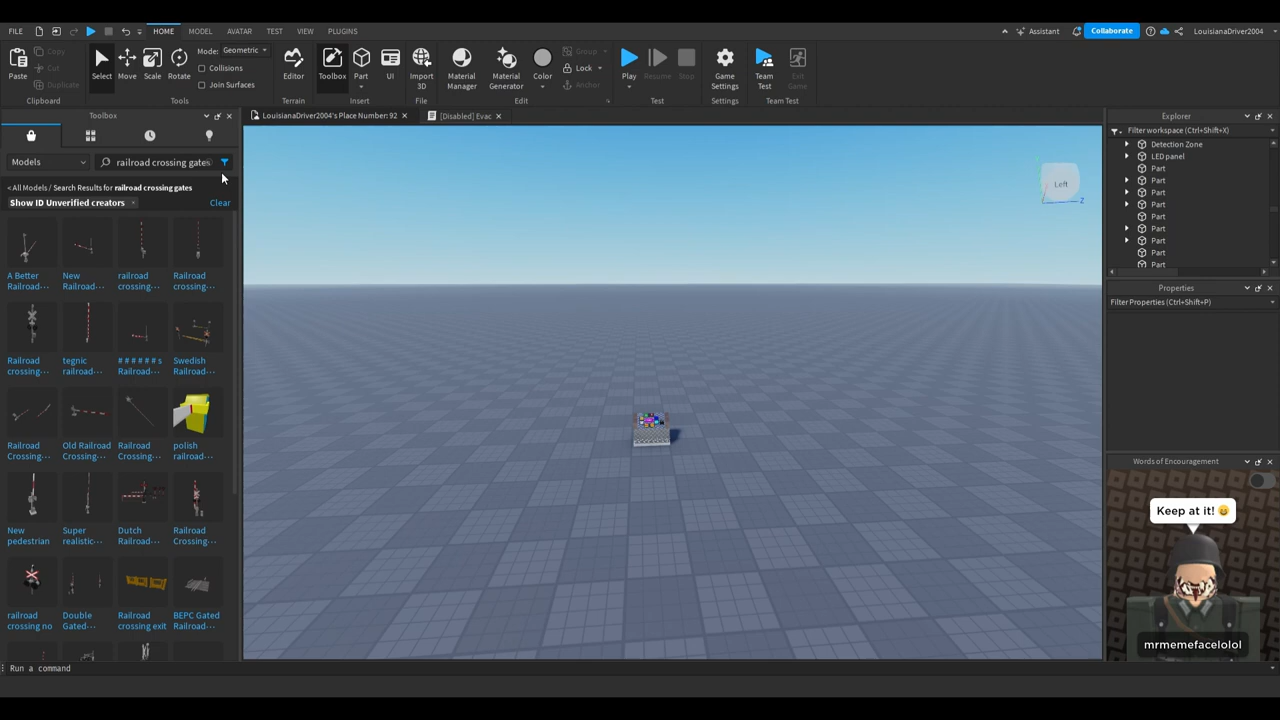 FILE HOME MODEL AVATAR TEST VIEW PLUGINS Assistant Collaborate LouisianaDriver2004
Paste Copy Cut Duplicate Select Move Scale Rotate Mode: Geometric Collisions Join Surfaces Editor Toolbox Part UI Import 3D Material Manager Material Generator Color Group Lock Anchor Play Resume Stop Game Settings Team Test Exit Game
Clipboard Tools Terrain Insert File Edit Test Settings Team Test
Toolbox
LouisianaDriver2004's Place Number: 92 [Disabled] Evac
Models railroad crossing gates
< All Models / Search Results for railroad crossing gates
Show ID Unverified creators Clear
A Better Railroad··· New Railroad··· railroad crossing··· Railroad crossing···
Railroad crossing··· tegnic railroad··· # # # # # # s Railroad··· Swedish Railroad···
Railroad Crossing··· Old Railroad Crossing··· Railroad Crossing··· polish railroad···
New pedestrian Super realistic··· Dutch Railroad··· Railroad Crossing···
railroad crossing no Double Gated··· Railroad crossing exit BEPC Gated Railroad···
Left
Z
Explorer
Filter workspace (Ctrl+Shift+X)
Detection Zone
LED panel
Part
Part
Part
Part
Part
Part
Part
Part
Part
Properties
Filter Properties (Ctrl+Shift+P)
Words of Encouragement
Keep at it! 😄
mrmemefacelolol
Run a command